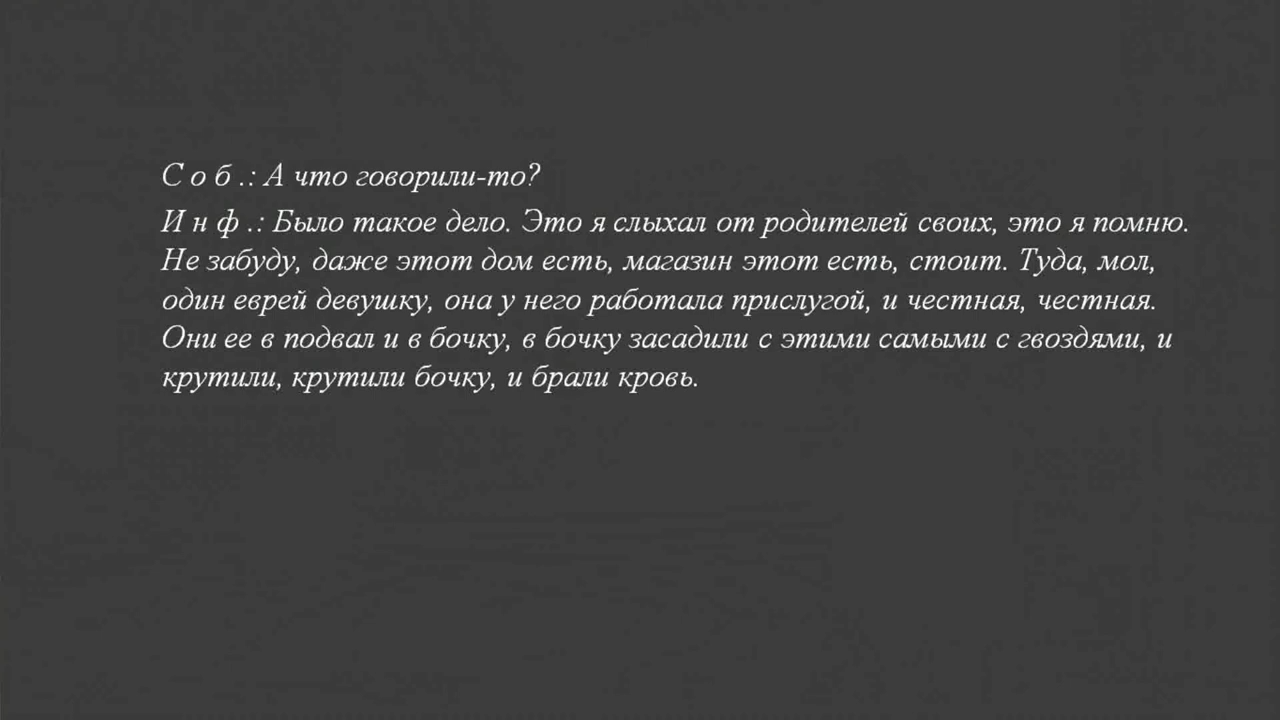 С о б .: А что говорили-то?
И н ф .: Было такое дело. Это я слыхал от родителей своих, это я помню.
Не забуду, даже этот дом есть, магазин этот есть, стоит. Туда, мол,
один еврей девушку, она у него работала прислугой, и честная, честная.
Они ее в подвал и в бочку, в бочку засадили с этими самыми с гвоздями, и
крутили, крутили бочку, и брали кровь.